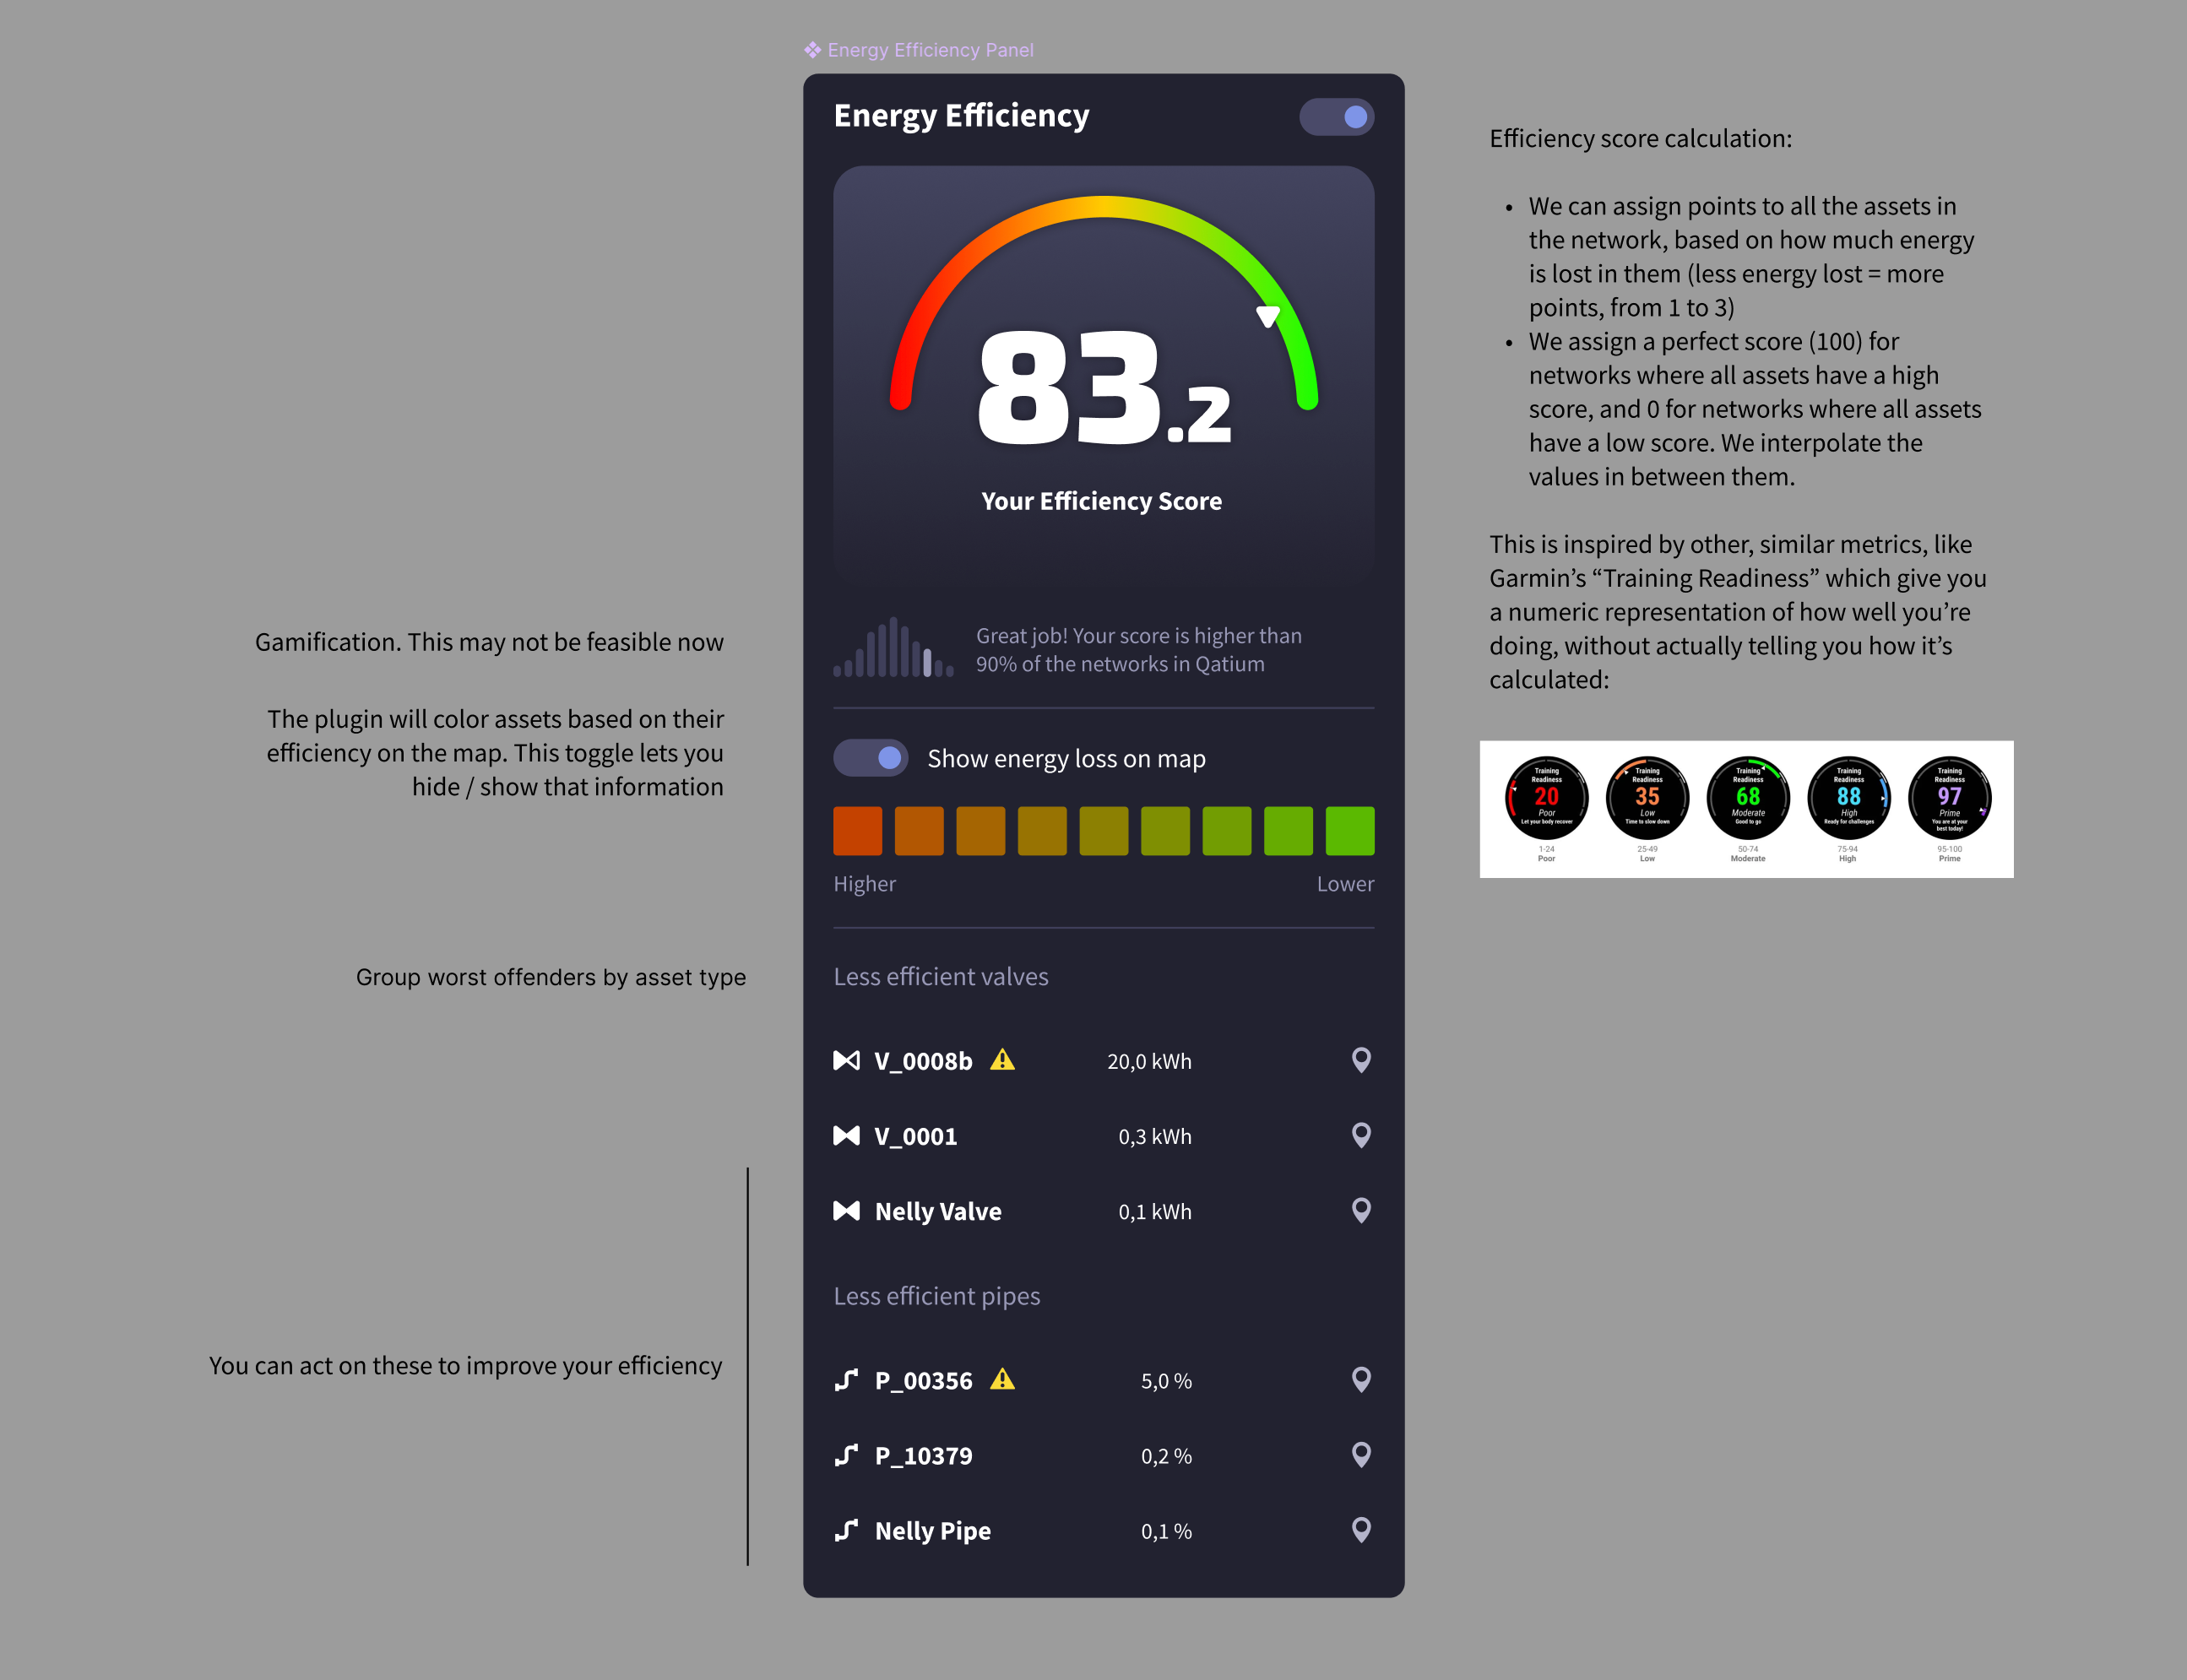 Energy Efficiency Panel
Energy Efficiency
83.2
Your Efficiency Score
Great job! Your score is higher than
90% of the networks in Qatium
Show energy loss on map
Higher
Lower
Less efficient valves
V_0008b
20,0 kWh
V_0001
0,3 kWh
Nelly Valve
0,1 kWh
Less efficient pipes
P_00356
5,0 %
P_10379
0,2 %
Nelly Pipe
0,1 %
Gamification. This may not be feasible now
The plugin will color assets based on their
efficiency on the map. This toggle lets you
hide / show that information
Group worst offenders by asset type
You can act on these to improve your efficiency
Efficiency score calculation:
• We can assign points to all the assets in
the network, based on how much energy
is lost in them (less energy lost = more
points, from 1 to 3)
• We assign a perfect score (100) for
networks where all assets have a high
score, and 0 for networks where all assets
have a low score. We interpolate the
values in between them.
This is inspired by other, similar metrics, like
Garmin’s “Training Readiness” which give you
a numeric representation of how well you’re
doing, without actually telling you how it’s
calculated:
Training
Readiness
20
Poor
Let your body recover
1-24
Poor
Training
Readiness
35
Low
Time to slow down
25-49
Low
Training
Readiness
68
Moderate
Good to go
50-74
Moderate
Training
Readiness
88
High
Ready for challenges
75-94
High
Training
Readiness
97
Prime
You are at your
best today!
95-100
Prime